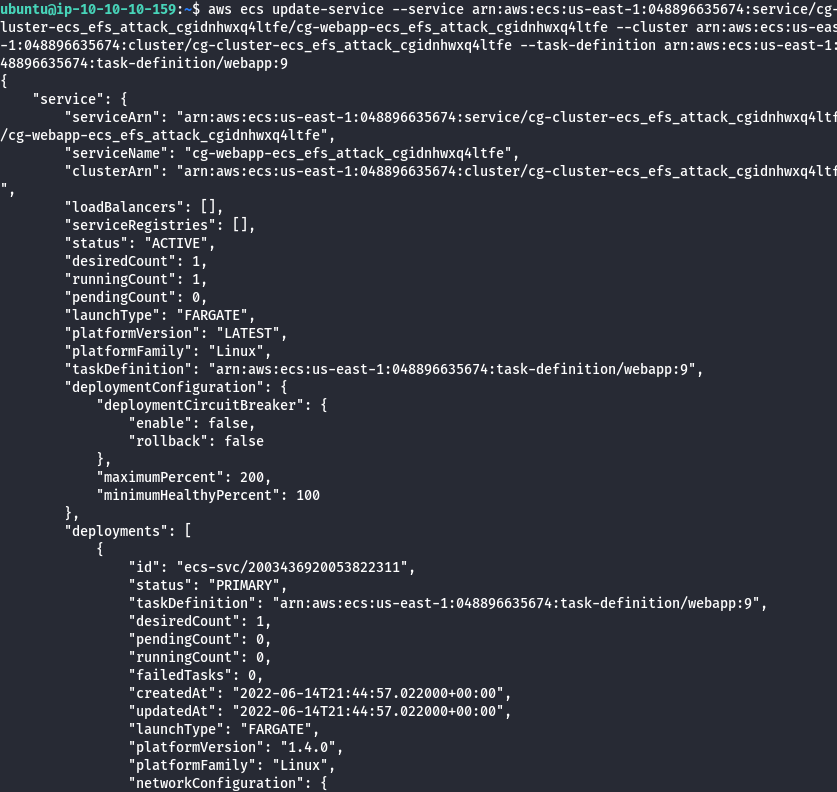 ubuntu@ip-10-10-10-159:~$ aws ecs update-service --service arn:aws:ecs:us-east-1:048896635674:service/cg-
luster-ecs_efs_attack_cgidnhwxq4ltfe/cg-webapp-ecs_efs_attack_cgidnhwxq4ltfe --cluster arn:aws:ecs:us-eas
-1:048896635674:cluster/cg-cluster-ecs_efs_attack_cgidnhwxq4ltfe --task-definition arn:aws:ecs:us-east-1:
48896635674:task-definition/webapp:9
{
    "service": {
        "serviceArn": "arn:aws:ecs:us-east-1:048896635674:service/cg-cluster-ecs_efs_attack_cgidnhwxq4ltf
/cg-webapp-ecs_efs_attack_cgidnhwxq4ltfe",
        "serviceName": "cg-webapp-ecs_efs_attack_cgidnhwxq4ltfe",
        "clusterArn": "arn:aws:ecs:us-east-1:048896635674:cluster/cg-cluster-ecs_efs_attack_cgidnhwxq4ltf
",
        "loadBalancers": [],
        "serviceRegistries": [],
        "status": "ACTIVE",
        "desiredCount": 1,
        "runningCount": 1,
        "pendingCount": 0,
        "launchType": "FARGATE",
        "platformVersion": "LATEST",
        "platformFamily": "Linux",
        "taskDefinition": "arn:aws:ecs:us-east-1:048896635674:task-definition/webapp:9",
        "deploymentConfiguration": {
            "deploymentCircuitBreaker": {
                "enable": false,
                "rollback": false
            },
            "maximumPercent": 200,
            "minimumHealthyPercent": 100
        },
        "deployments": [
            {
                "id": "ecs-svc/2003436920053822311",
                "status": "PRIMARY",
                "taskDefinition": "arn:aws:ecs:us-east-1:048896635674:task-definition/webapp:9",
                "desiredCount": 1,
                "pendingCount": 0,
                "runningCount": 0,
                "failedTasks": 0,
                "createdAt": "2022-06-14T21:44:57.022000+00:00",
                "updatedAt": "2022-06-14T21:44:57.022000+00:00",
                "launchType": "FARGATE",
                "platformVersion": "1.4.0",
                "platformFamily": "Linux",
                "networkConfiguration": {